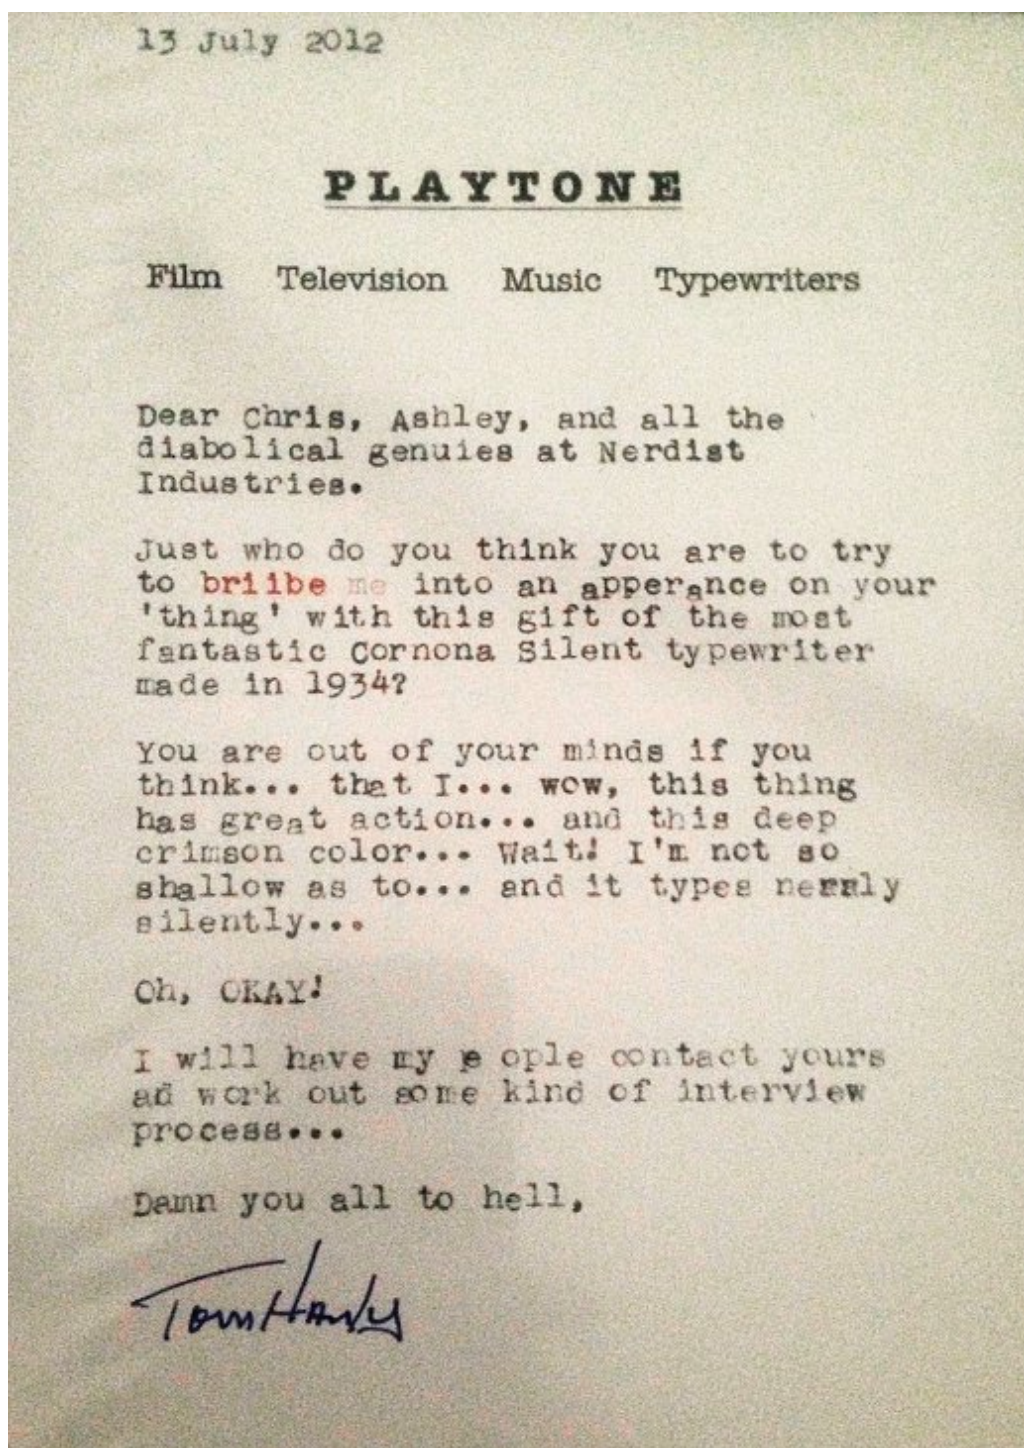 13 July 2012
PLAYTONE
Film Television Music Typewriters
Dear Chris, Ashley, and all the
diabolical genuies at Nerdist
Industries.
Just who do you think you are to try
to briibe me into an apperance on your
'thing' with this gift of the most
fantastic Cornona Silent typewriter
made in 1934?
You are out of your minds if you
think... that I... wow, this thing
has great action... and this deep
crimson color... Wait! I'm not so
shallow as to... and it types nearly
silently...
Oh, OKAY!
I will have my pe ople contact yours
ad work out some kind of interview
process...
Damn you all to hell,
Tom Hanks